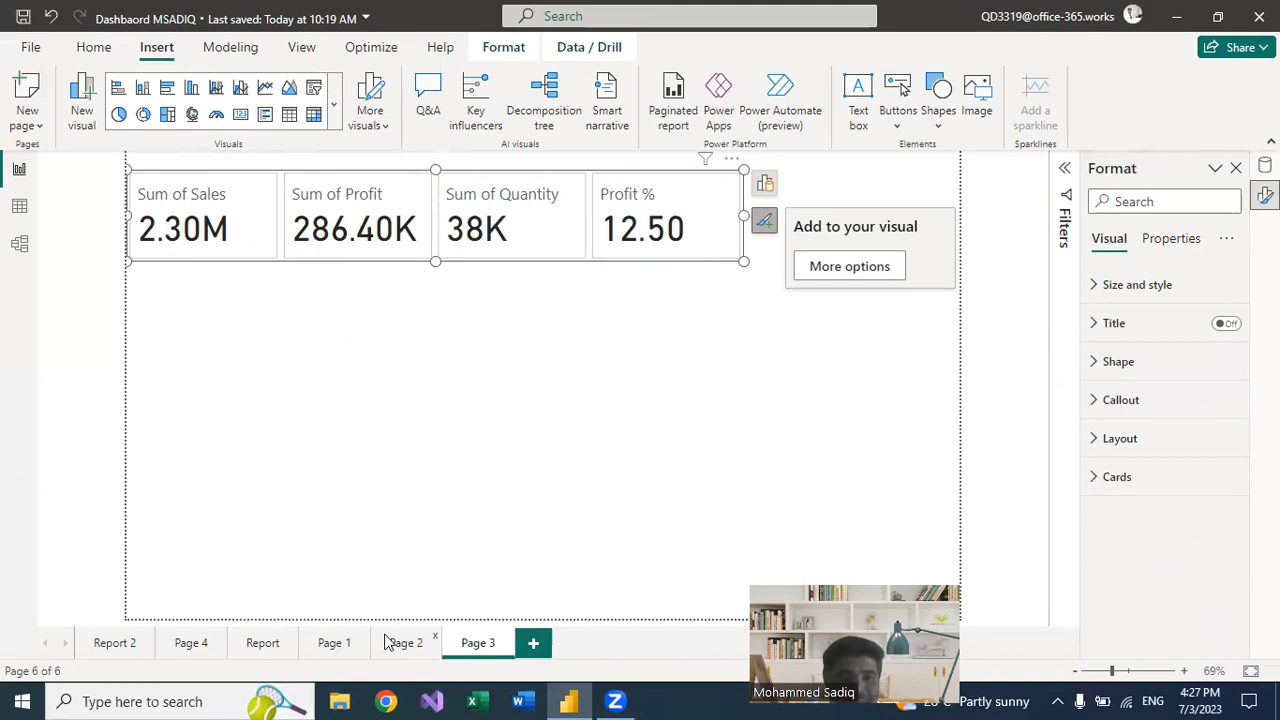 Dashbaord MSADIQ • Last saved: Today at 10:19 AM
Search
QD3319@office-365.works
File
Home
Insert
Modeling
View
Optimize
Help
Format
Data / Drill
Share
New page
New visual
More visuals
Q&A
Key influencers
Decomposition tree
Smart narrative
Paginated report
Power Apps
Power Automate (preview)
Text box
Buttons
Shapes
Image
Add a sparkline
Pages
Visuals
AI visuals
Power Platform
Elements
Sparklines
Sum of Sales
2.30M
Sum of Profit
286.40K
Sum of Quantity
38K
Profit %
12.50
Add to your visual
More options
Filters
Format
Search
Visual
Properties
Size and style
Title
Off
Shape
Callout
Layout
Cards
Mohammed Sadiq
Report 2
Page 4
Report
Page 1
Page 2
Page 3
Page 6 of 6
69%
Type here to search
Partly sunny
ENG
4:27 PM
7/3/2023